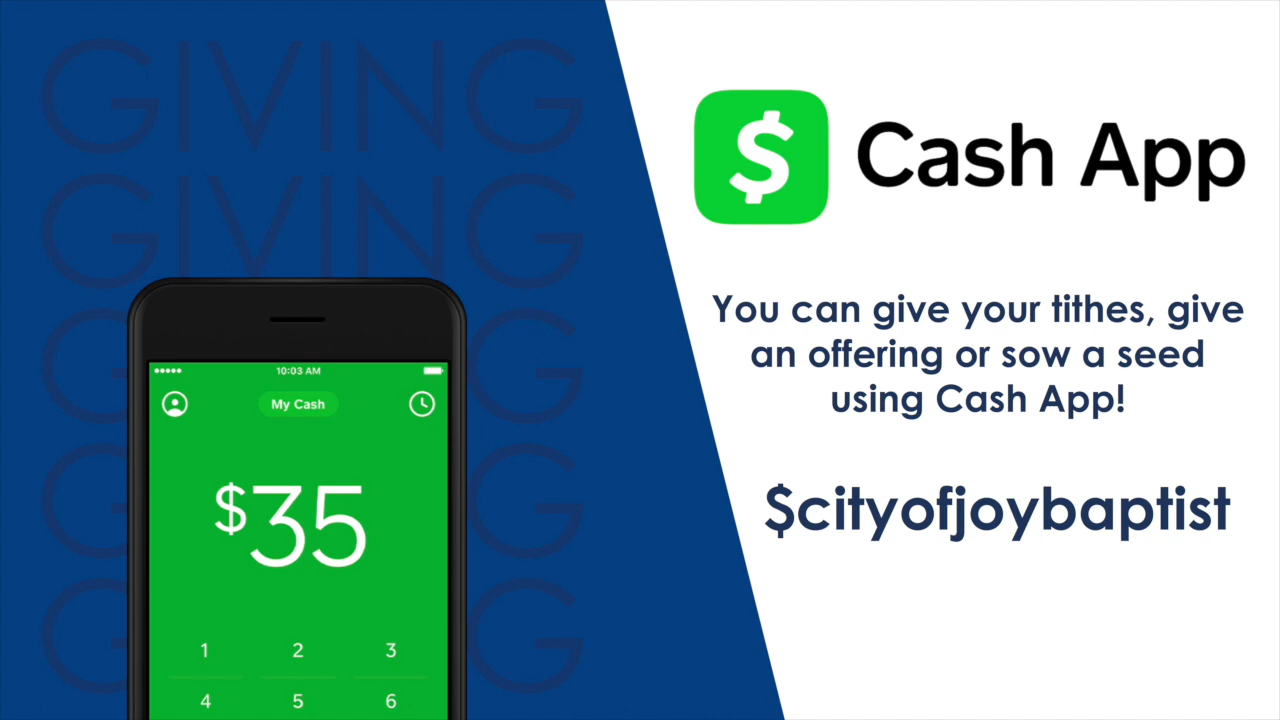 GIVING
GIVING
G G
G G
G G
10:03 AM
My Cash
$35
1 2 3
4 5 6
$ Cash App
You can give your tithes, give
an offering or sow a seed
using Cash App!
$cityofjoybaptist